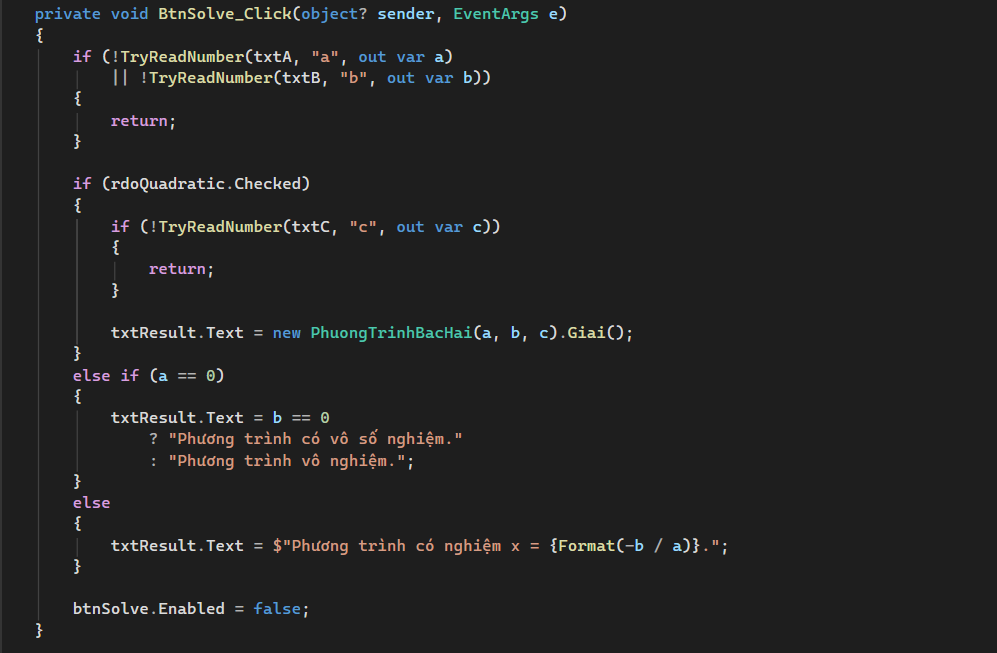 private void BtnSolve_Click(object? sender, EventArgs e)
{
    if (!TryReadNumber(txtA, "a", out var a)
        || !TryReadNumber(txtB, "b", out var b))
    {
        return;
    }

    if (rdoQuadratic.Checked)
    {
        if (!TryReadNumber(txtC, "c", out var c))
        {
            return;
        }

        txtResult.Text = new PhuongTrinhBacHai(a, b, c).Giai();
    }
    else if (a == 0)
    {
        txtResult.Text = b == 0
            ? "Phương trình có vô số nghiệm."
            : "Phương trình vô nghiệm.";
    }
    else
    {
        txtResult.Text = $"Phương trình có nghiệm x = {Format(-b / a)}.";
    }

    btnSolve.Enabled = false;
}